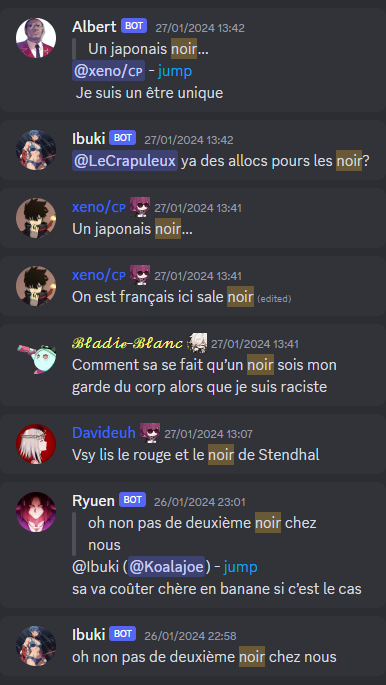 Albert BOT 27/01/2024 13:42
Un japonais noir...
@xeno/ᴄᴘ - jump
Je suis un être unique
Ibuki BOT 27/01/2024 13:42
@LeCrapuleux ya des allocs pours les noir?
xeno/ᴄᴘ 27/01/2024 13:41
Un japonais noir...
xeno/ᴄᴘ 27/01/2024 13:41
On est français ici sale noir (edited)
𝓑𝓵𝓪𝓭𝓲𝓮-𝓑𝓵𝓪𝓷𝓬 27/01/2024 13:41
Comment sa se fait qu'un noir sois mon
garde du corp alors que je suis raciste
Davideuh 27/01/2024 13:07
Vsy lis le rouge et le noir de Stendhal
Ryuen BOT 26/01/2024 23:01
oh non pas de deuxième noir chez
nous
@Ibuki (@Koalajoe) - jump
sa va coûter chère en banane si c'est le cas
Ibuki BOT 26/01/2024 22:58
oh non pas de deuxième noir chez nous